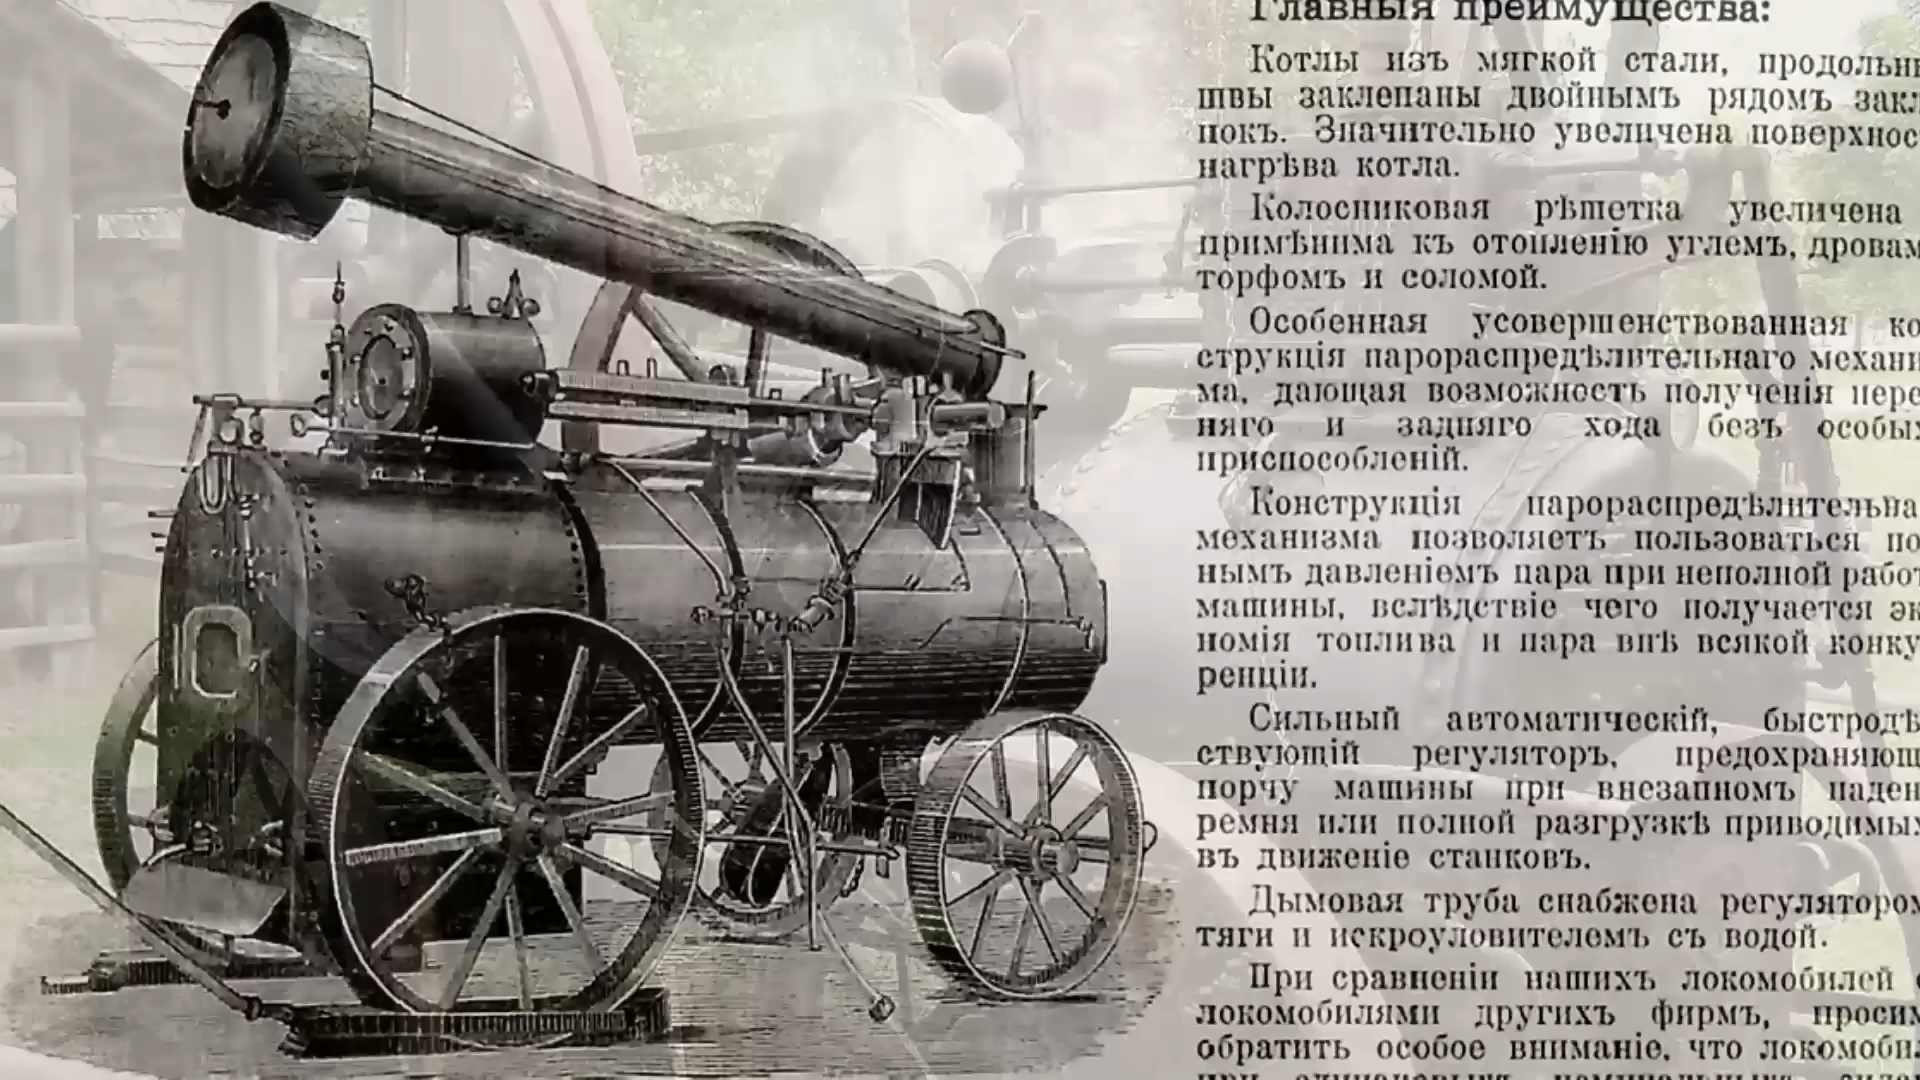 Главныя преимущества:
Котлы изъ мягкой стали, продольн
швы заклепаны двойнымъ рядомъ закл
покъ. Значительно увеличена поверхнос
нагрѣва котла.
Колосниковая рѣшетка увеличена
примѣнима къ отопленію углемъ, дровам
торфомъ и соломой.
Особенная усовершенствованная ко
струкція парораспредѣлительнаго механи
ма, дающая возможность полученія пере
няго и задняго хода безъ особы
приспособленій.
Конструкція парораспредѣлительна
механизма позволяетъ пользоваться по
нымъ давленіемъ пара при неполной работ
машины, вслѣдствіе чего получается эк
номія топлива и пара внѣ всякой конку
ренціи.
Сильный автоматическій, быстродѣ
ствующій регуляторъ, предохраняющ
порчу машины при внезапномъ паден
ремня или полной разгрузкѣ приводимы
въ движеніе станковъ.
Дымовая труба снабжена регулятором
тяги и искроуловителемъ съ водой.
При сравненіи нашихъ локомобилей с
локомобилями другихъ фирмъ, проси
обратить особое вниманіе, что локомоби
10